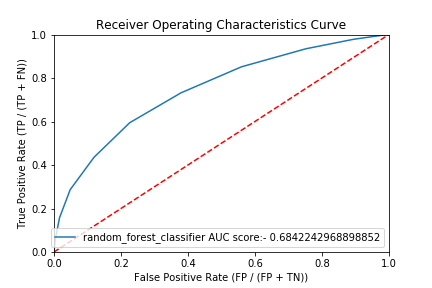 Receiver Operating Characteristics Curve
True Positive Rate (TP / (TP + FN))
1.0
0.8
0.6
0.4
0.2
0.0
random_forest_classifier AUC score:- 0.6842242968898852
0.0 0.2 0.4 0.6 0.8 1.0
False Positive Rate (FP / (FP + TN))